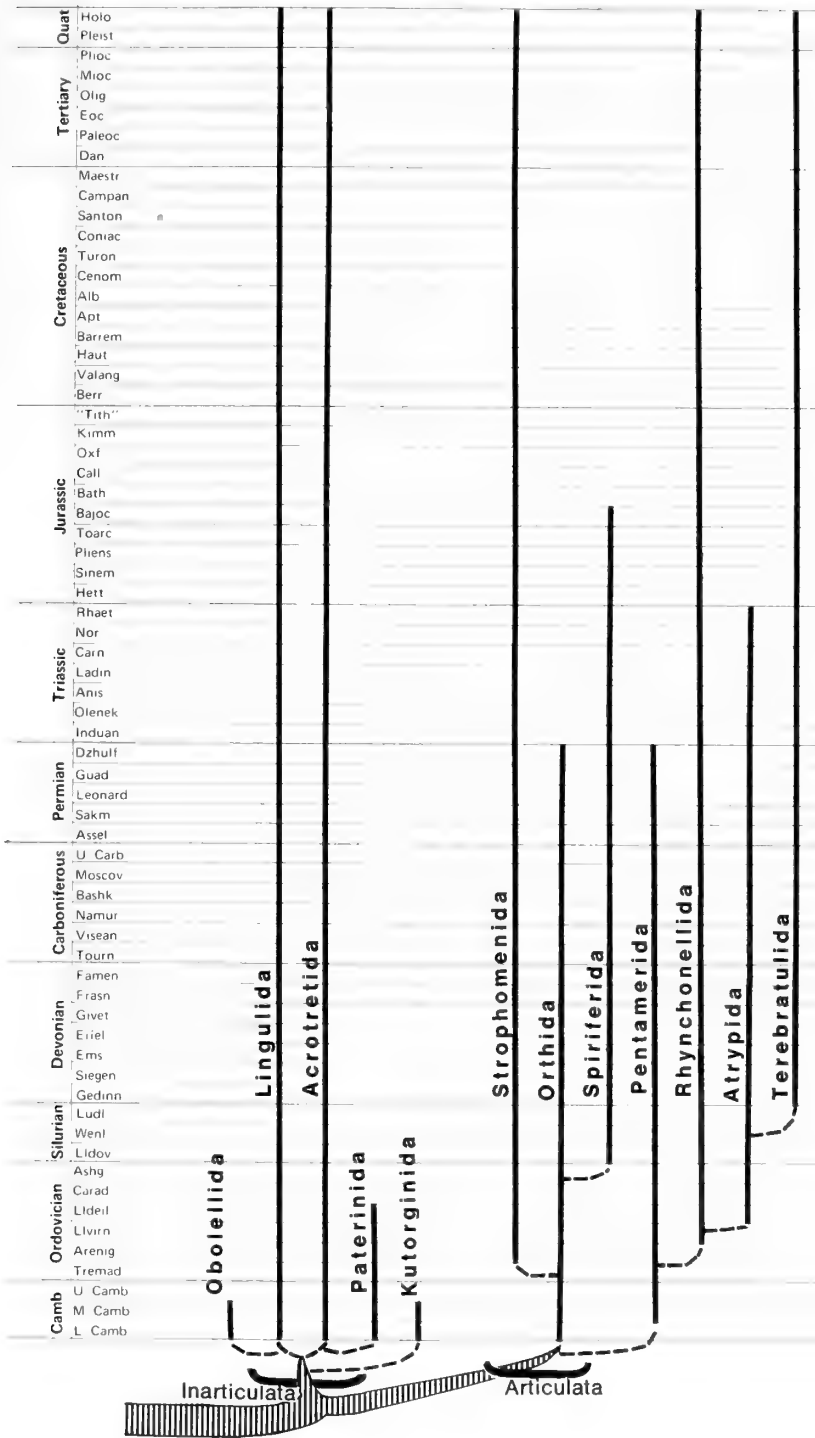 Quat
Holo
Pleist
Tertiary
Plioc
Mioc
Olig
Eoc
Paleoc
Dan
Cretaceous
Maestr
Campan
Santon
Coniac
Turon
Cenom
Alb
Apt
Barrem
Haut
Valang
Berr
Jurassic
"Tith"
Kimm
Oxf
Call
Bath
Bajoc
Toarc
Pliens
Sinem
Hett
Triassic
Rhaet
Nor
Carn
Ladin
Anis
Olenek
Induan
Permian
Dzhulf
Guad
Leonard
Sakm
Assel
Carboniferous
U Carb
Moscov
Bashk
Namur
Visean
Tourn
Devonian
Famen
Frasn
Givet
Eifel
Ems
Siegen
Gedinn
Silurian
Ludl
Wenl
Lldov
Ordovician
Ashg
Carad
Lldeil
Llvirn
Arenig
Tremad
Camb
U Camb
M Camb
L Camb
Obolellida
Lingulida
Acrotretida
Paterinida
Kutorginida
Strophomenida
Orthida
Spiriferida
Pentamerida
Rhynchonellida
Atrypida
Terebratulida
Inarticulata
Articulata